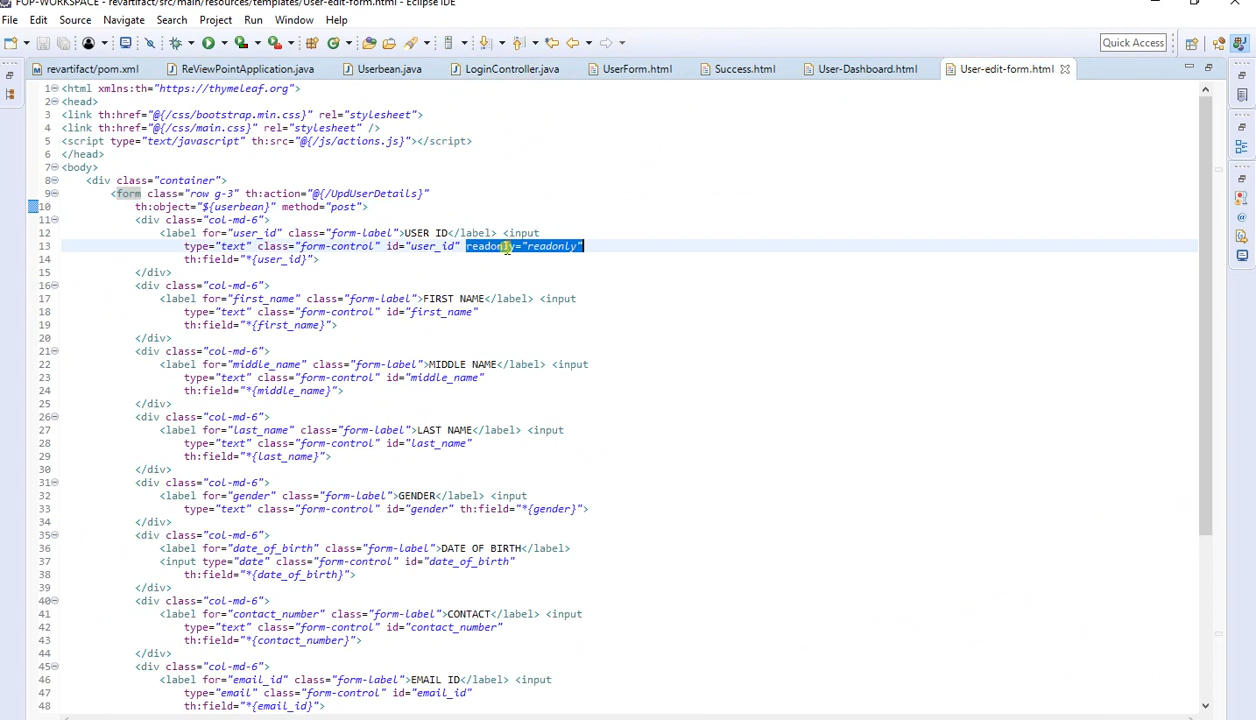 FOP-WORKSPACE - revartifact/src/main/resources/templates/User-edit-form.html - Eclipse IDE
File Edit Source Navigate Search Project Run Window Help
Quick Access
revartifact/pom.xml ReViewPointApplication.java Userbean.java LoginController.java UserForm.html Success.html User-Dashboard.html User-edit-form.html
1 <html xmlns:th="https://thymeleaf.org">
2 <head>
3 <link th:href="@{/css/bootstrap.min.css}" rel="stylesheet">
4 <link th:href="@{/css/main.css}" rel="stylesheet" />
5 <script type="text/javascript" th:src="@{/js/actions.js}"></script>
6 </head>
7 <body>
8 <div class="container">
9 <form class="row g-3" th:action="@{/UpdUserDetails}"
10 th:object="${userbean}" method="post">
11 <div class="col-md-6">
12 <label for="user_id" class="form-label">USER ID</label> <input
13 type="text" class="form-control" id="user_id" readonly="readonly"
14 th:field="*{user_id}">
15 </div>
16 <div class="col-md-6">
17 <label for="first_name" class="form-label">FIRST NAME</label> <input
18 type="text" class="form-control" id="first_name"
19 th:field="*{first_name}">
20 </div>
21 <div class="col-md-6">
22 <label for="middle_name" class="form-label">MIDDLE NAME</label> <input
23 type="text" class="form-control" id="middle_name"
24 th:field="*{middle_name}">
25 </div>
26 <div class="col-md-6">
27 <label for="last_name" class="form-label">LAST NAME</label> <input
28 type="text" class="form-control" id="last_name"
29 th:field="*{last_name}">
30 </div>
31 <div class="col-md-6">
32 <label for="gender" class="form-label">GENDER</label> <input
33 type="text" class="form-control" id="gender" th:field="*{gender}">
34 </div>
35 <div class="col-md-6">
36 <label for="date_of_birth" class="form-label">DATE OF BIRTH</label>
37 <input type="date" class="form-control" id="date_of_birth"
38 th:field="*{date_of_birth}">
39 </div>
40 <div class="col-md-6">
41 <label for="contact_number" class="form-label">CONTACT</label> <input
42 type="text" class="form-control" id="contact_number"
43 th:field="*{contact_number}">
44 </div>
45 <div class="col-md-6">
46 <label for="email_id" class="form-label">EMAIL ID</label> <input
47 type="email" class="form-control" id="email_id"
48 th:field="*{email_id}">